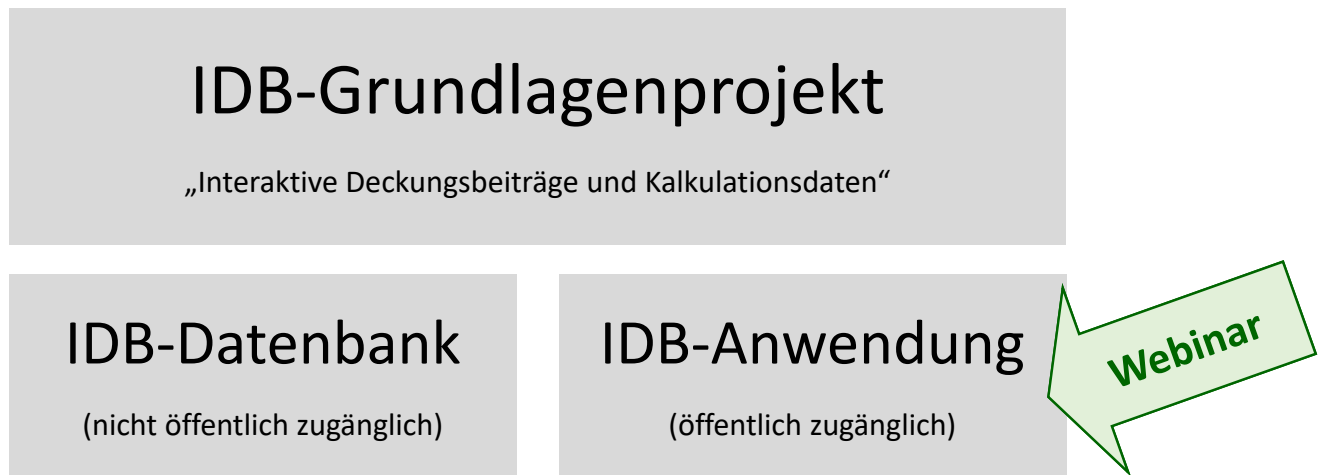 IDB-Grundlagenprojekt
„Interaktive Deckungsbeiträge und Kalkulationsdaten“
IDB-Datenbank
(nicht öffentlich zugänglich)
IDB-Anwendung
(öffentlich zugänglich)
Webinar